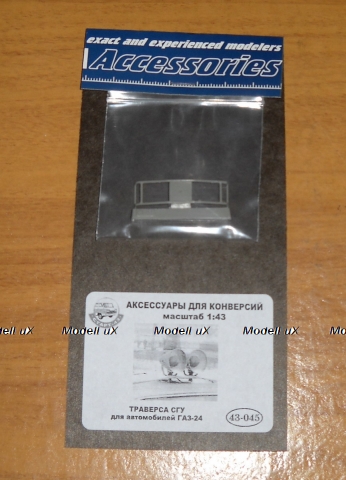 exact and experienced modelers
Accessories
АКСЕССУАРЫ ДЛЯ КОНВЕРСИЙ
масштаб 1:43
Modell uX Modell uX Modell uX Modell uX
ТРАВЕРСА СГУ
для автомобилей ГАЗ-24
43-045